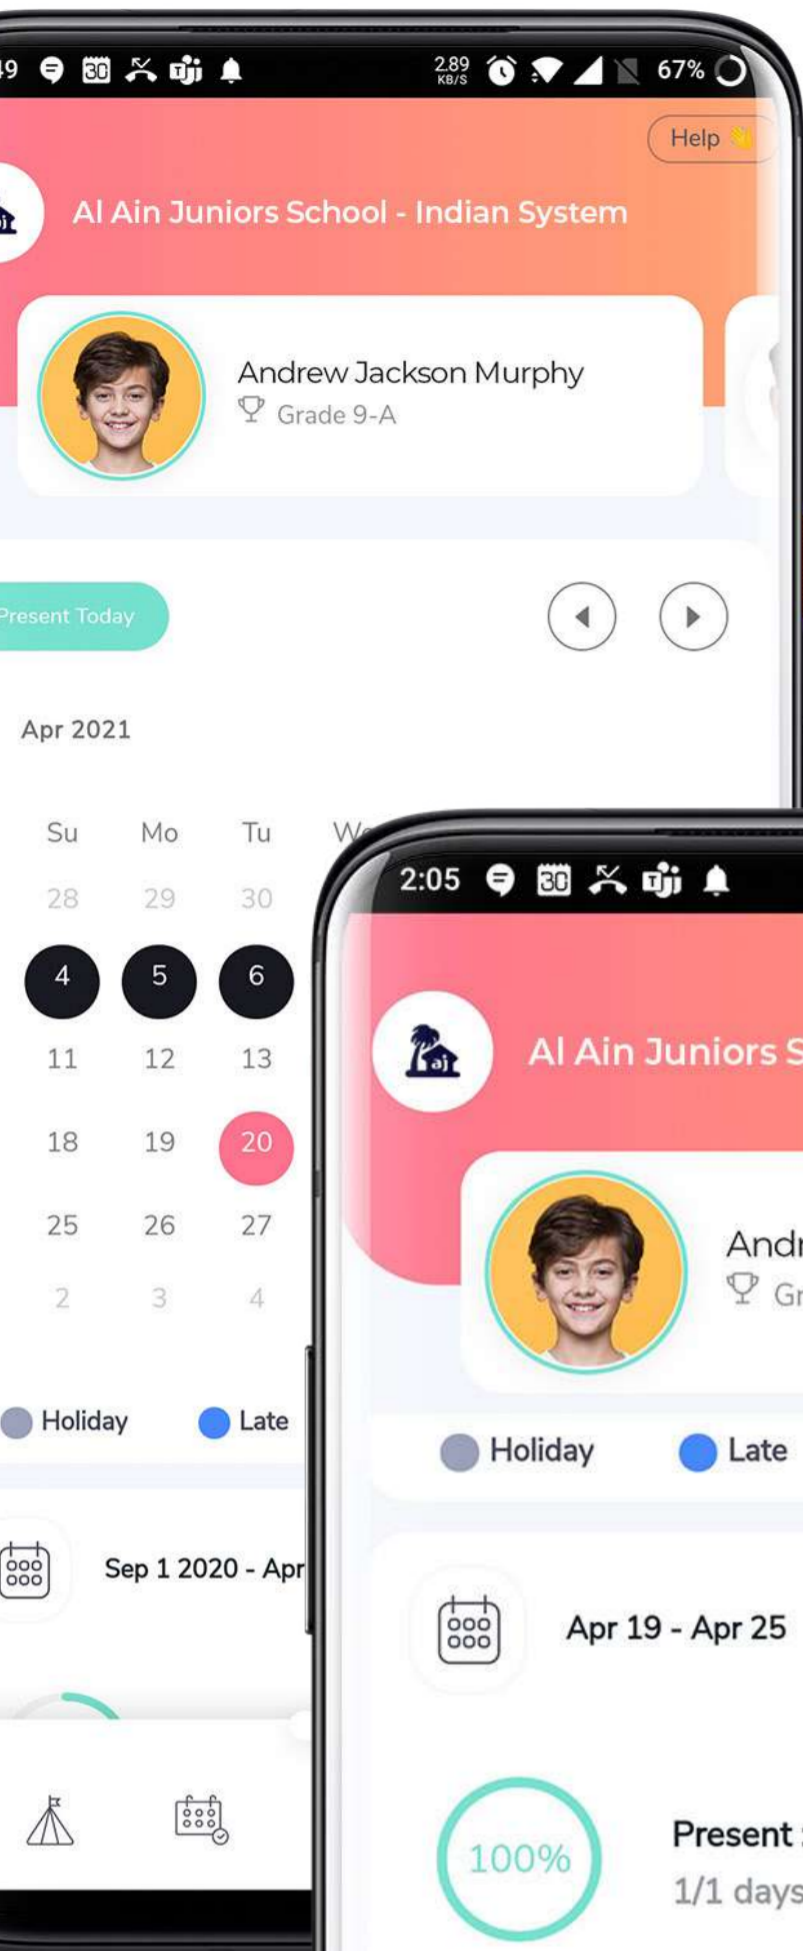 2.89
KB/S
67%
30
Help
Al Ain Juniors School - Indian System
Andrew Jackson Murphy
Grade 9-A
Present Today
Apr 2021
Su Mo Tu
28 29 30
4 5 6
11 12 13
18 19 20
25 26 27
2 3 4
Holiday Late
Sep 1 2020 - Apr
2:05
30
aj
Al Ain Juniors
Holiday Late
Apr 19 - Apr 25
100%
Present :
1/1 days